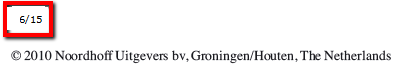 6/15
© 2010 Noordhoff Uitgevers bv, Groningen/Houten, The Netherlands